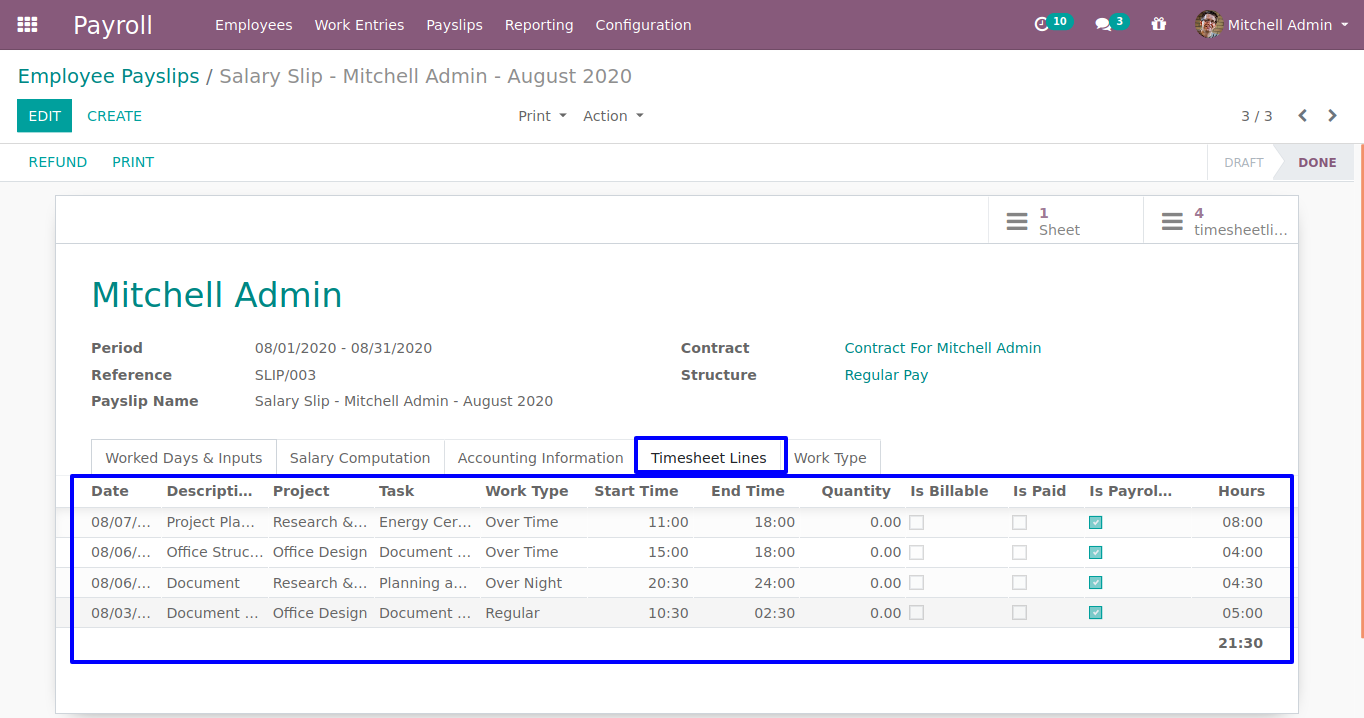 Payroll Employees Work Entries Payslips Reporting Configuration 10 3 Mitchell Admin
Employee Payslips / Salary Slip - Mitchell Admin - August 2020
EDIT CREATE Print Action 3 / 3
REFUND PRINT DRAFT DONE
1 Sheet
4 timesheetli...
Mitchell Admin
Period 08/01/2020 - 08/31/2020 Contract Contract For Mitchell Admin
Reference SLIP/003 Structure Regular Pay
Payslip Name Salary Slip - Mitchell Admin - August 2020
Worked Days & Inputs Salary Computation Accounting Information Timesheet Lines Work Type
Date Descripti... Project Task Work Type Start Time End Time Quantity Is Billable Is Paid Is Payrol... Hours
08/07/... Project Pla... Research &... Energy Cer... Over Time 11:00 18:00 0.00 08:00
08/06/... Office Struc... Office Design Document ... Over Time 15:00 18:00 0.00 04:00
08/06/... Document Research &... Planning a... Over Night 20:30 24:00 0.00 04:30
08/03/... Document ... Office Design Document ... Regular 10:30 02:30 0.00 05:00
21:30